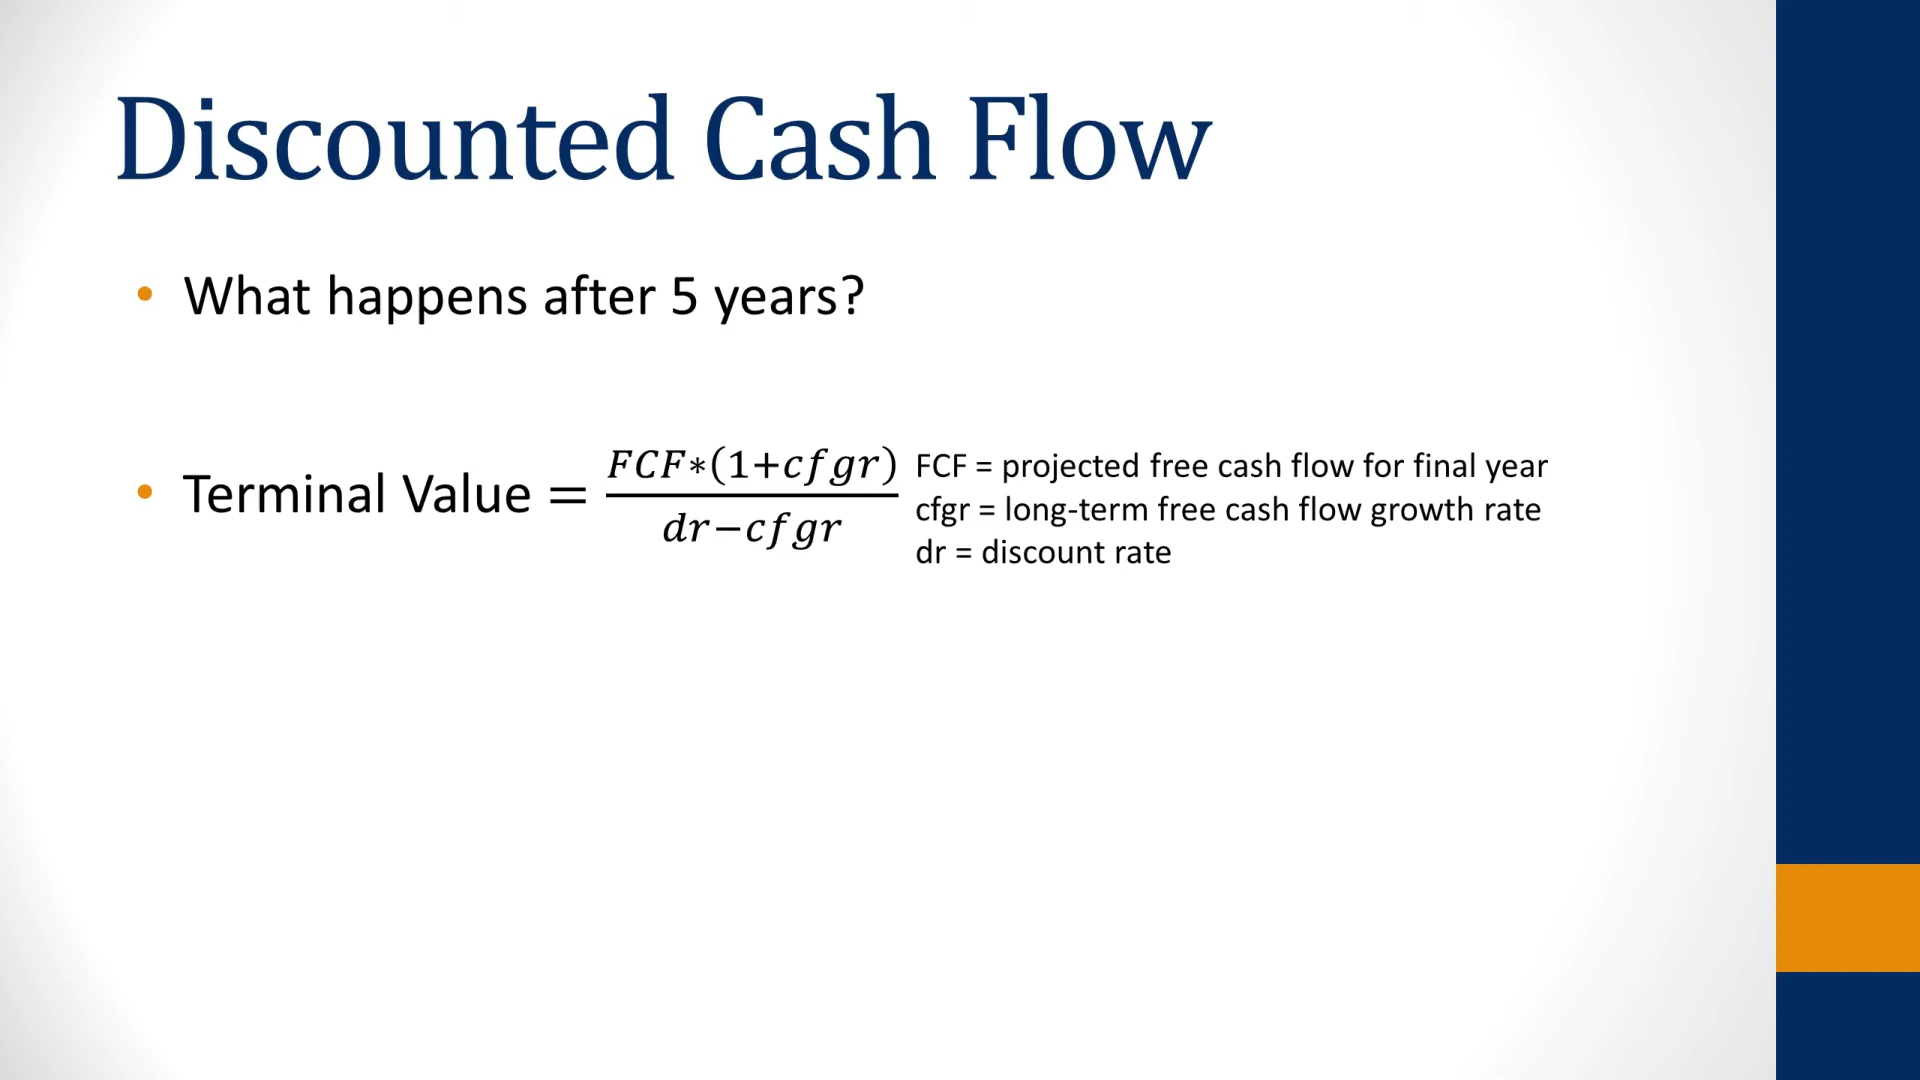 Discounted Cash Flow
• What happens after 5 years?
• Terminal Value = FCF*(1+cfgr) / dr−cfgr
FCF = projected free cash flow for final year
cfgr = long-term free cash flow growth rate
dr = discount rate